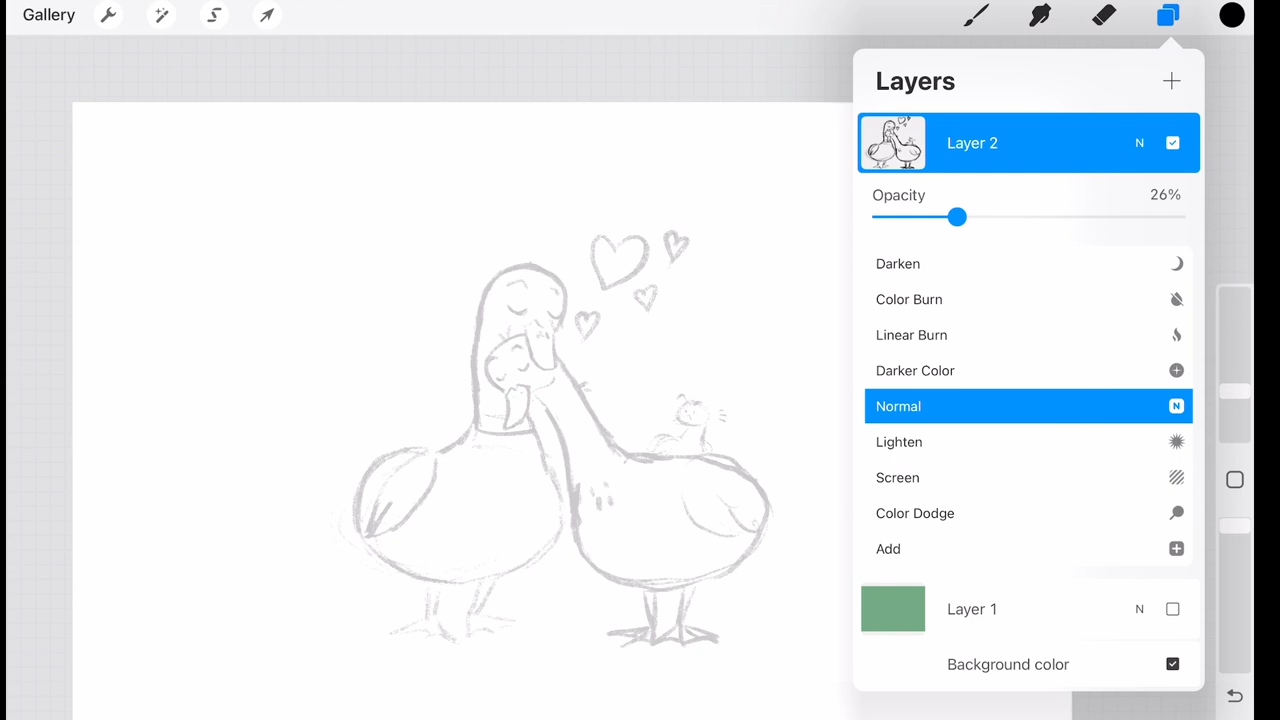 Gallery
Layers
Layer 2 N
Opacity 26%
Darken
Color Burn
Linear Burn
Darker Color
Normal N
Lighten
Screen
Color Dodge
Add
Layer 1 N
Background color